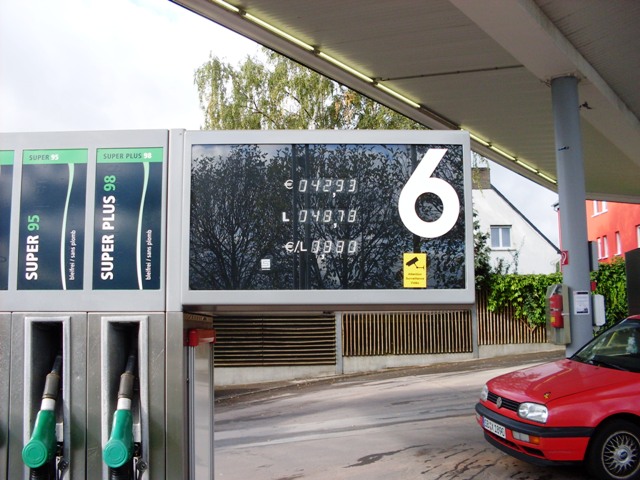 SUPER 95
SUPER PLUS 98
SUPER 95
bleifrei / sans plomb
SUPER PLUS 98
bleifrei / sans plomb
€ 042,93
L 048,78
€/L 0,880
6